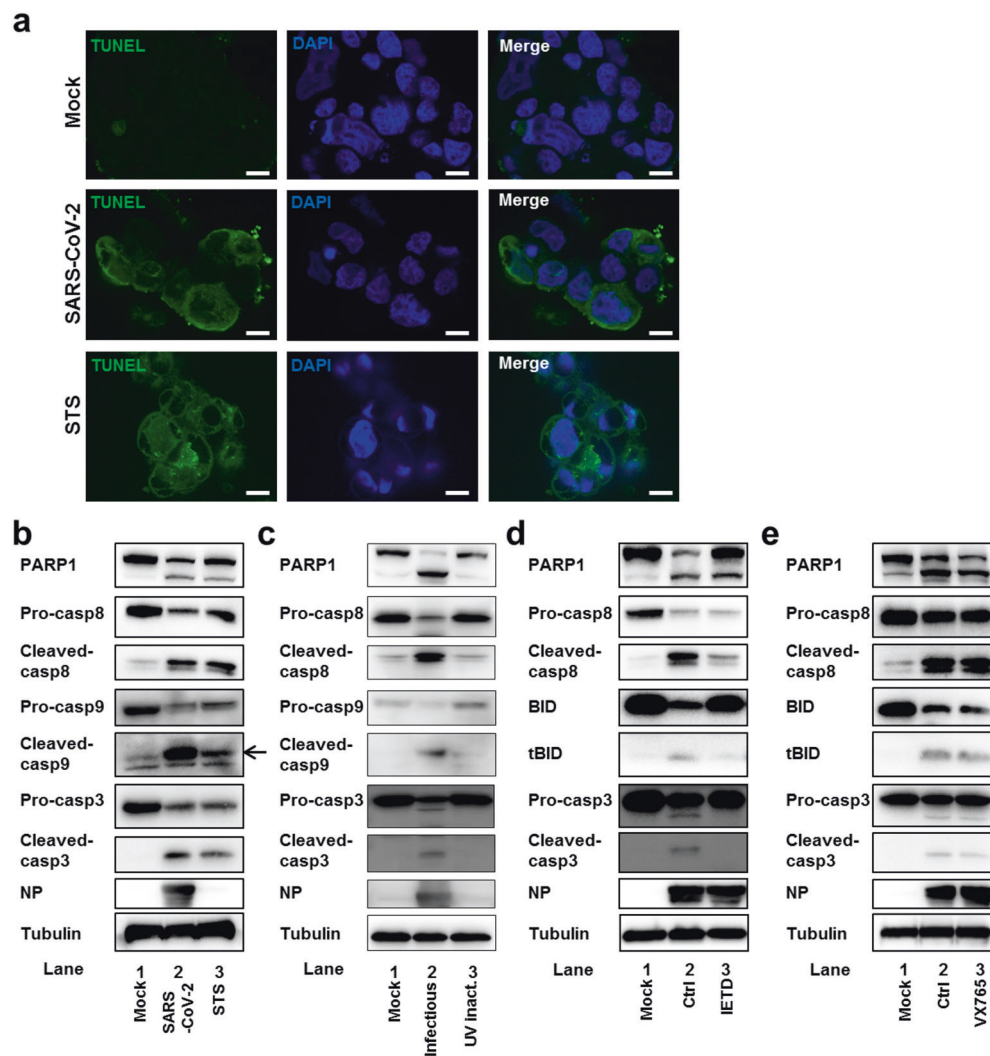 a
TUNEL DAPI Merge
Mock
TUNEL DAPI Merge
SARS-CoV-2
TUNEL DAPI Merge
STS
b
PARP1
Pro-casp8
Cleaved-
casp8
Pro-casp9
Cleaved-
casp9
Pro-casp3
Cleaved-
casp3
NP
Tubulin
Lane 1 2 3
Mock
SARS
-CoV-2
STS
c
PARP1
Pro-casp8
Cleaved-
casp8
Pro-casp9
Cleaved-
casp9
Pro-casp3
Cleaved-
casp3
NP
Tubulin
Lane 1 2 3
Mock
Infectious
UV inact.
d
PARP1
Pro-casp8
Cleaved-
casp8
BID
tBID
Pro-casp3
Cleaved-
casp3
NP
Tubulin
Lane 1 2 3
Mock
Ctrl
IETD
e
PARP1
Pro-casp8
Cleaved-
casp8
BID
tBID
Pro-casp3
Cleaved-
casp3
NP
Tubulin
Lane 1 2 3
Mock
Ctrl
VX765